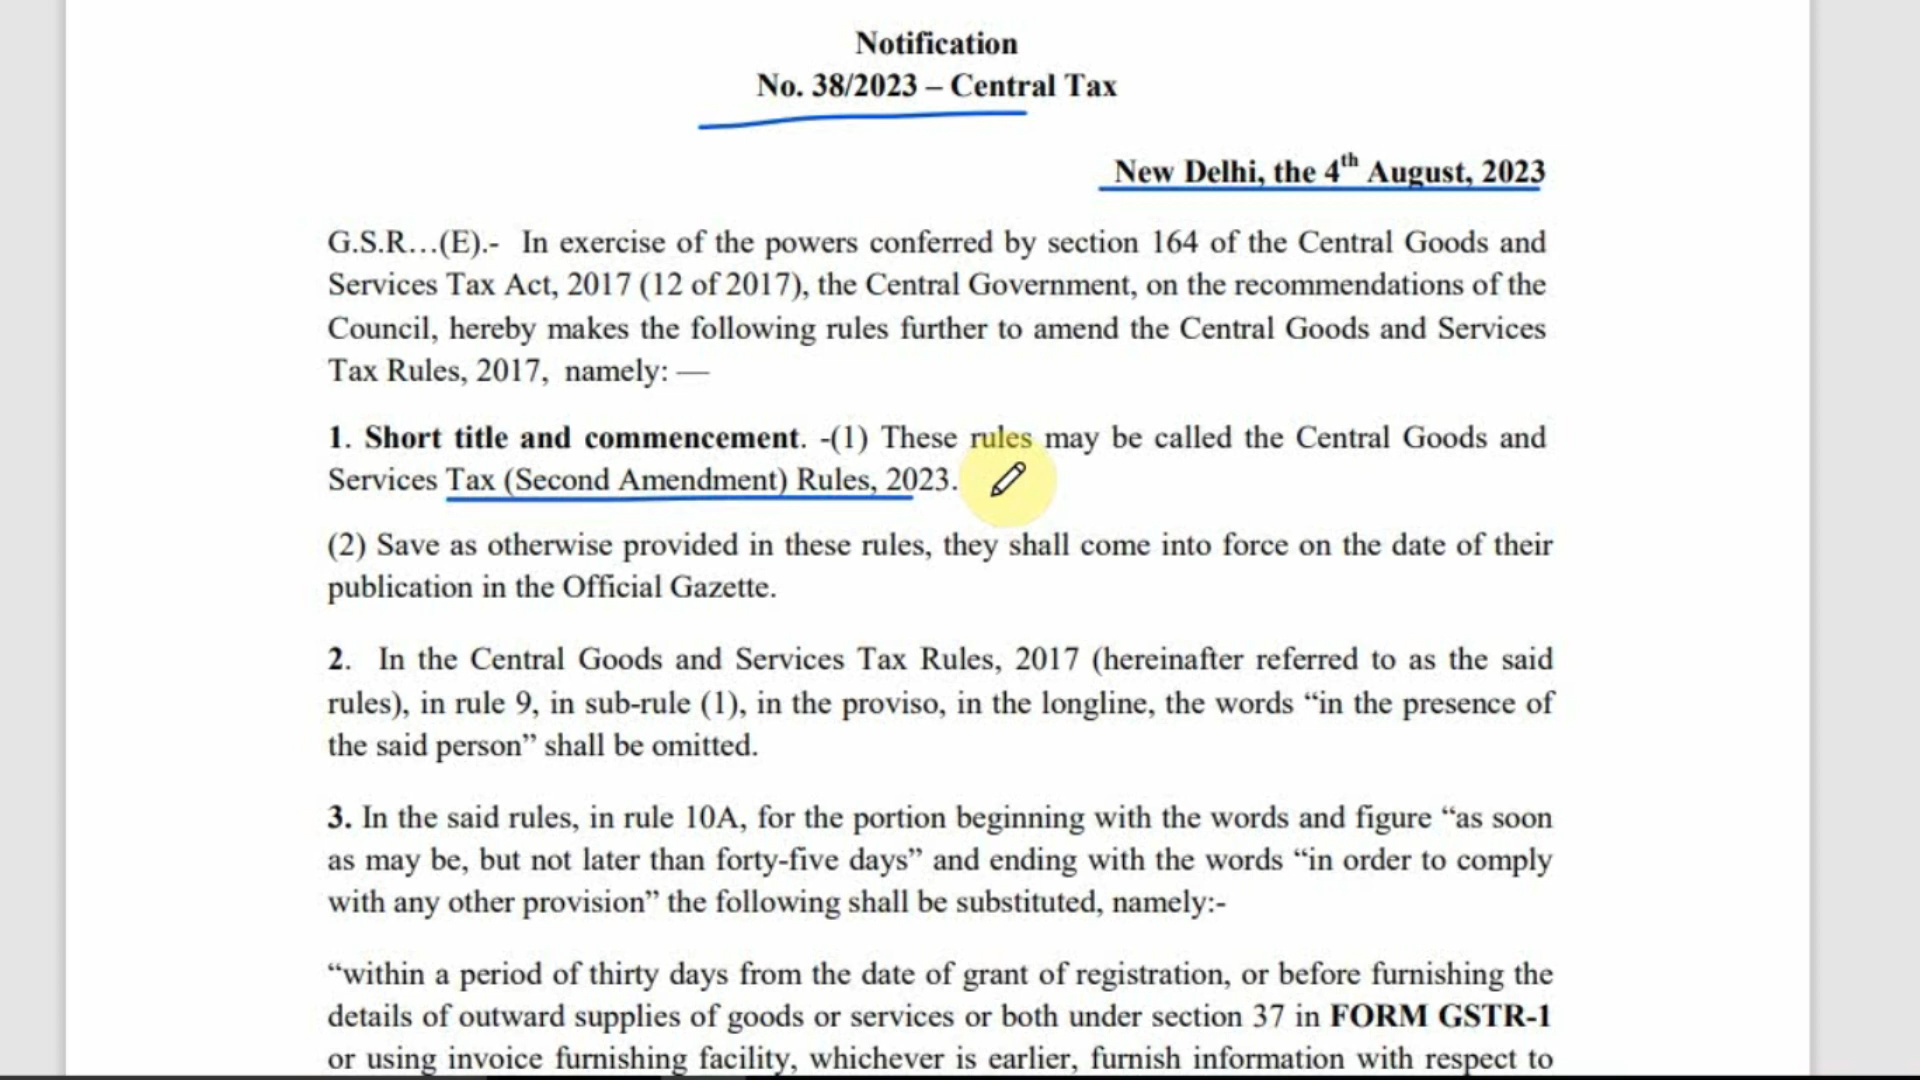 Notification
No. 38/2023 – Central Tax
New Delhi, the 4th August, 2023
G.S.R…(E).- In exercise of the powers conferred by section 164 of the Central Goods and
Services Tax Act, 2017 (12 of 2017), the Central Government, on the recommendations of the
Council, hereby makes the following rules further to amend the Central Goods and Services
Tax Rules, 2017, namely: —
1. Short title and commencement. -(1) These rules may be called the Central Goods and
Services Tax (Second Amendment) Rules, 2023.
(2) Save as otherwise provided in these rules, they shall come into force on the date of their
publication in the Official Gazette.
2. In the Central Goods and Services Tax Rules, 2017 (hereinafter referred to as the said
rules), in rule 9, in sub-rule (1), in the proviso, in the longline, the words “in the presence of
the said person” shall be omitted.
3. In the said rules, in rule 10A, for the portion beginning with the words and figure “as soon
as may be, but not later than forty-five days” and ending with the words “in order to comply
with any other provision” the following shall be substituted, namely:-
“within a period of thirty days from the date of grant of registration, or before furnishing the
details of outward supplies of goods or services or both under section 37 in FORM GSTR-1
or using invoice furnishing facility, whichever is earlier, furnish information with respect to